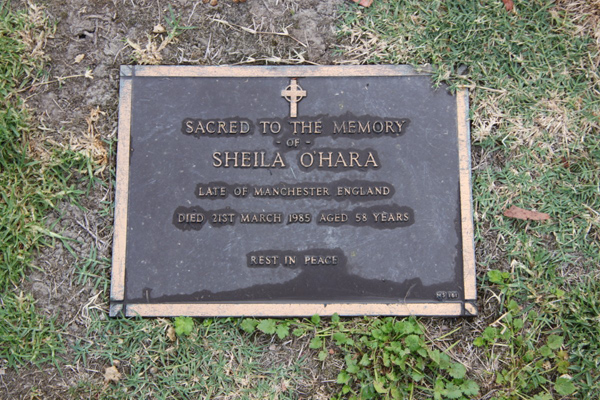 SACRED TO THE MEMORY
- OF -
SHEILA O'HARA
LATE OF MANCHESTER ENGLAND
DIED 21ST MARCH 1985 AGED 58 YEARS
REST IN PEACE